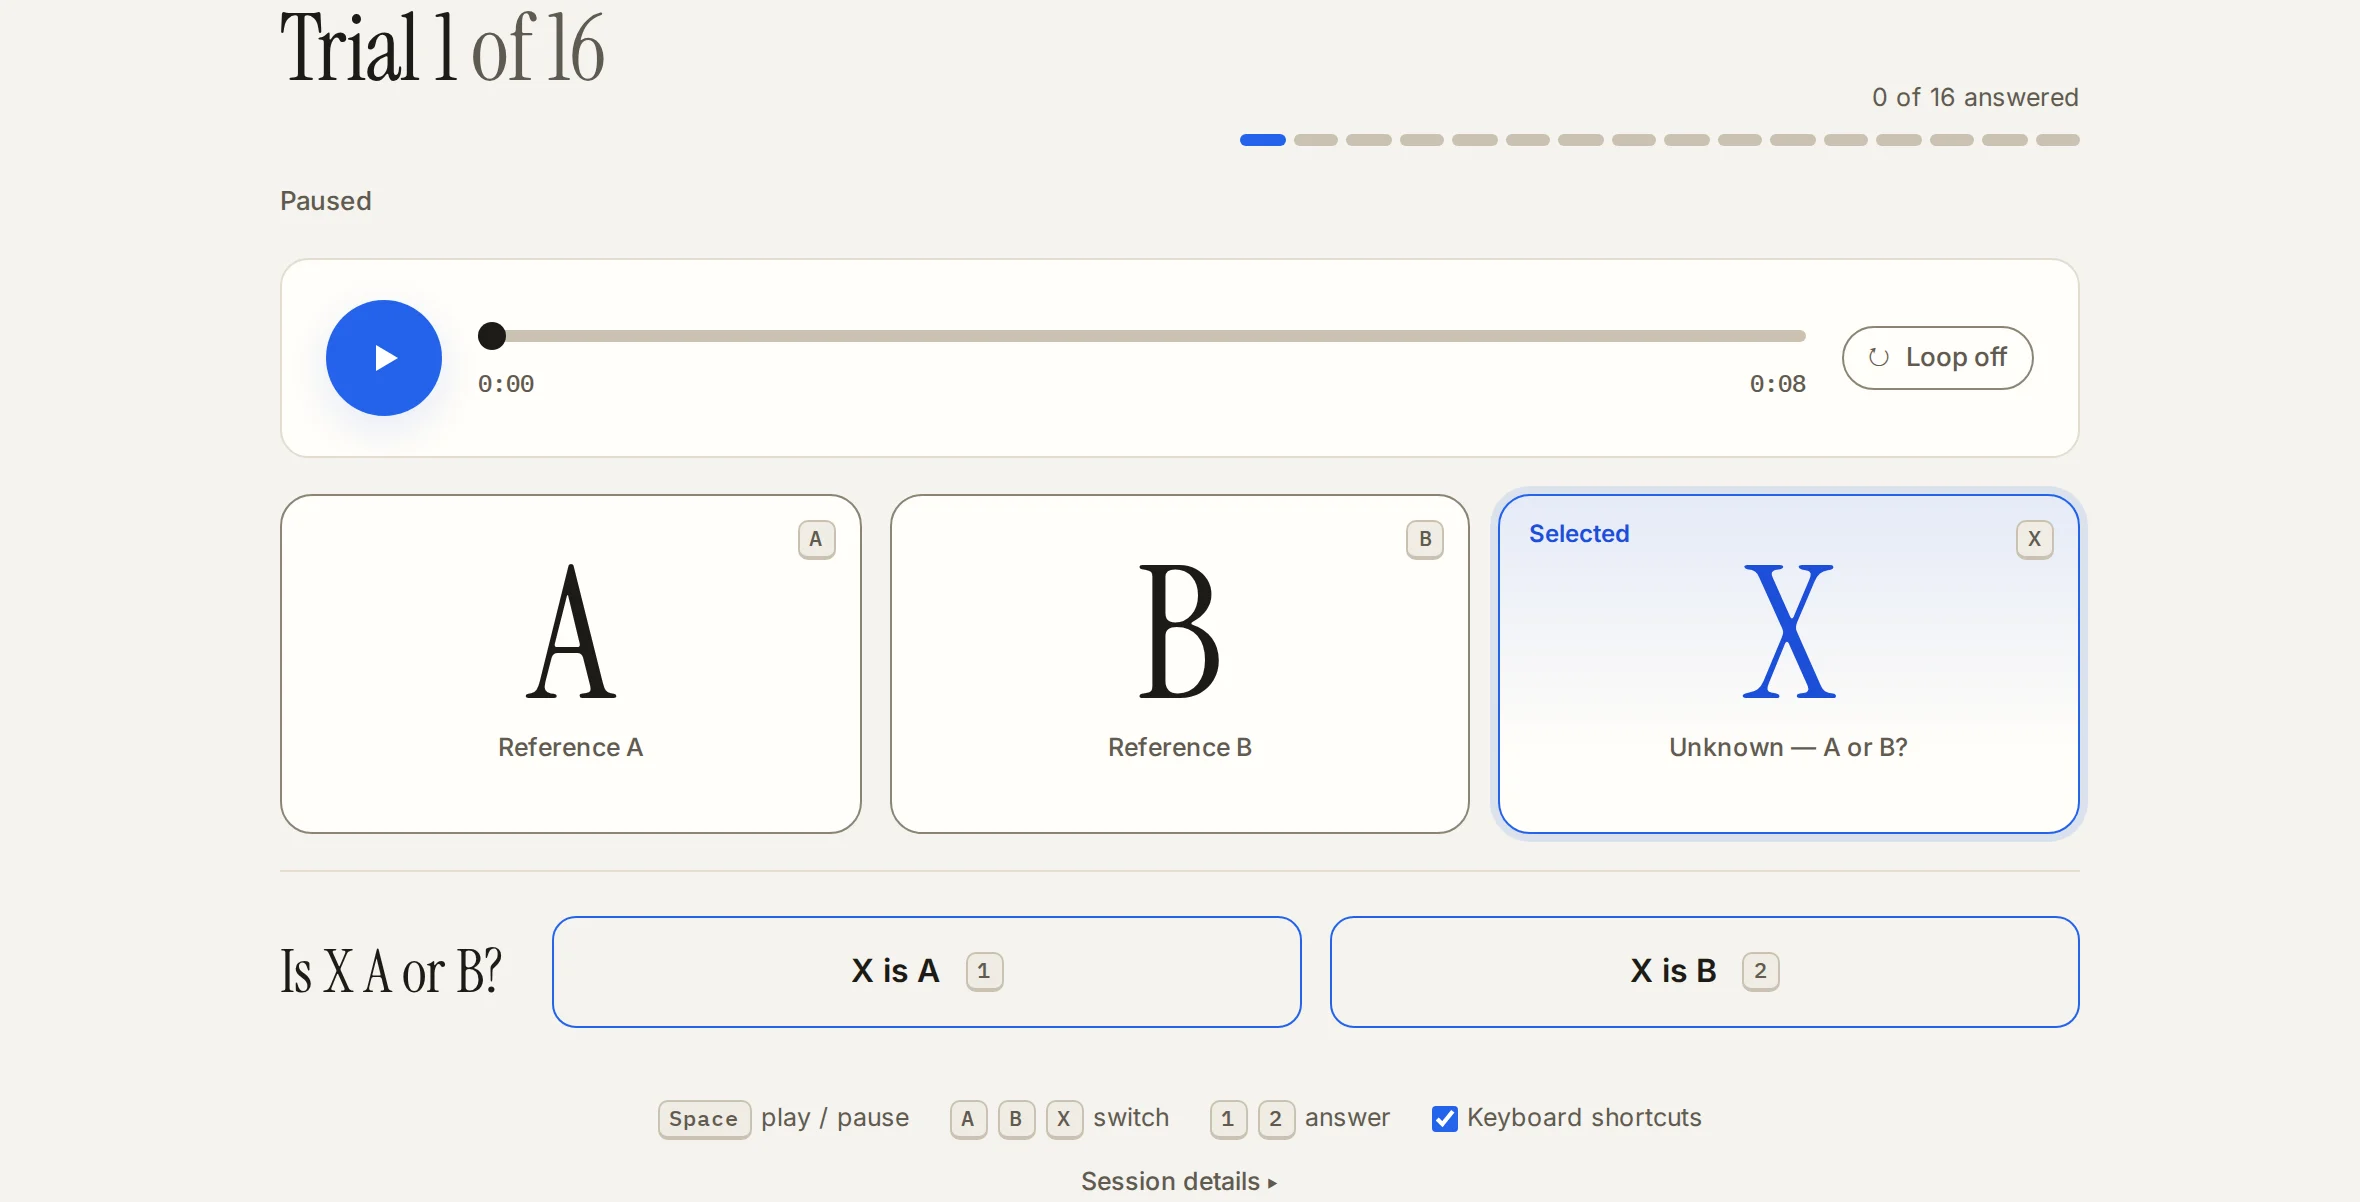 Trial 1 of 16
0 of 16 answered
Paused
0:00
0:08
Loop off
A
A
Reference A
B
B
Reference B
Selected
X
X
Unknown — A or B?
Is X A or B?
X is A 1
X is B 2
Space play / pause A B X switch 1 2 answer Keyboard shortcuts
Session details ▸